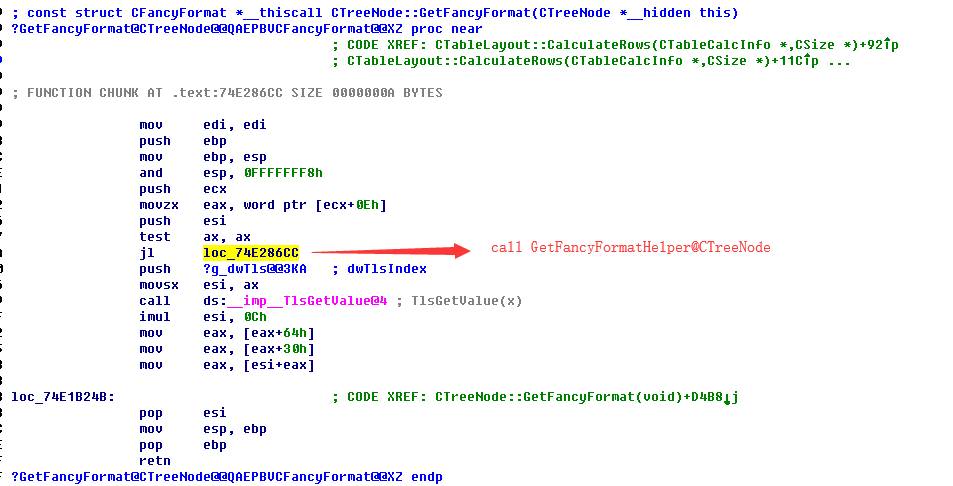 ; const struct CFancyFormat *__thiscall CTreeNode::GetFancyFormat(CTreeNode *__hidden this)
?GetFancyFormat@CTreeNode@@QAEPBVCFancyFormat@@XZ proc near
; CODE XREF: CTableLayout::CalculateRows(CTableCalcInfo *,CSize *)+92↑p
; CTableLayout::CalculateRows(CTableCalcInfo *,CSize *)+11C↑p ...
; FUNCTION CHUNK AT .text:74E286CC SIZE 0000000A BYTES
mov edi, edi
push ebp
mov ebp, esp
and esp, 0FFFFFFF8h
push ecx
movzx eax, word ptr [ecx+0Eh]
push esi
test ax, ax
jl loc_74E286CC call GetFancyFormatHelper@CTreeNode
push ?g_dwTls@@3KA ; dwTlsIndex
movsx esi, ax
call ds:__imp__TlsGetValue@4 ; TlsGetValue(x)
imul esi, 0Ch
mov eax, [eax+64h]
mov eax, [eax+30h]
mov eax, [esi+eax]
loc_74E1B24B: ; CODE XREF: CTreeNode::GetFancyFormat(void)+D4B8↓j
pop esi
mov esp, ebp
pop ebp
retn
?GetFancyFormat@CTreeNode@@QAEPBVCFancyFormat@@XZ endp